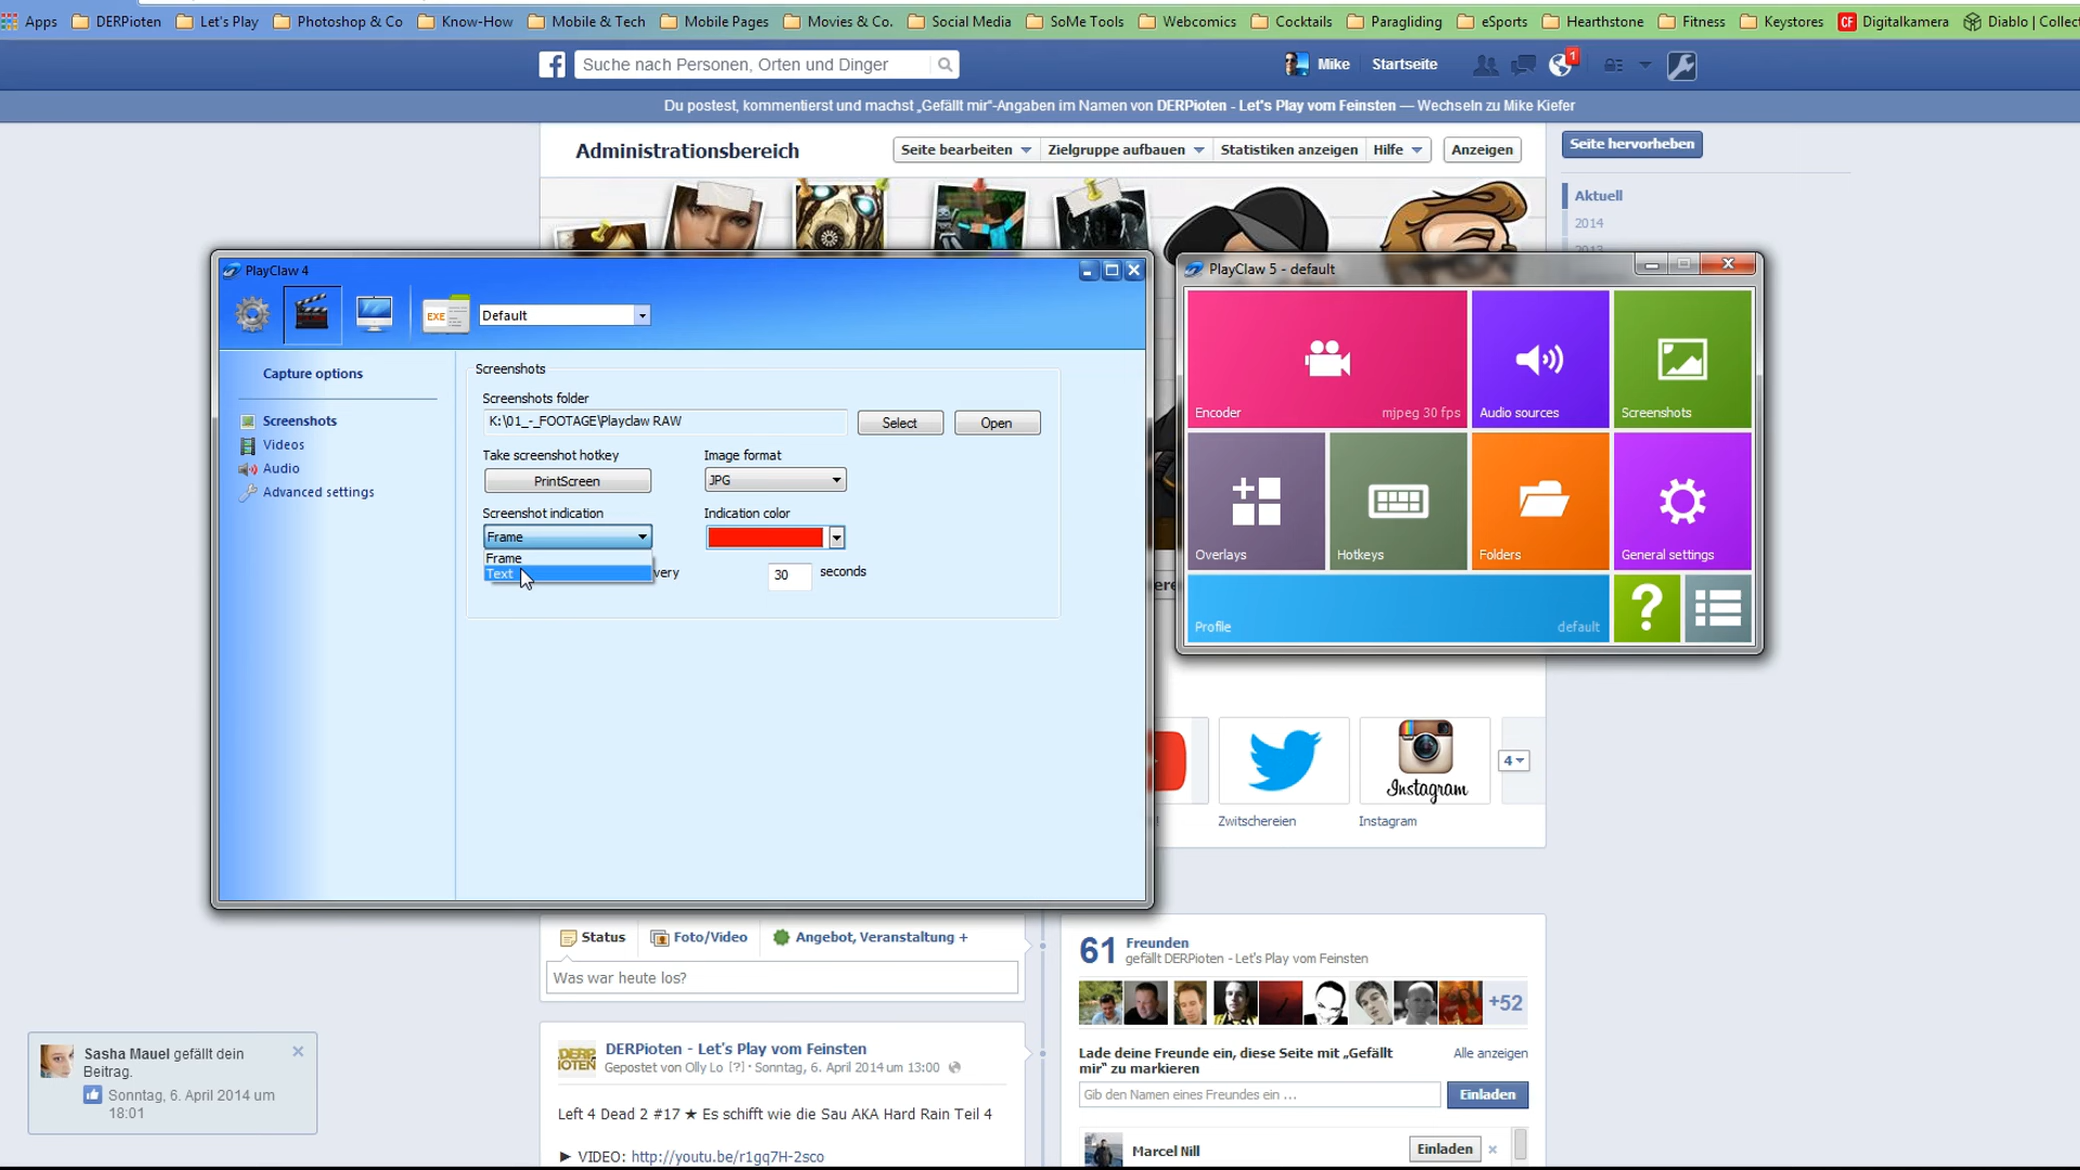 Apps DERPioten Let's Play Photoshop & Co Know-How Mobile & Tech Mobile Pages Movies & Co. Social Media SoMe Tools Webcomics Cocktails Paragliding eSports Hearthstone Fitness Keystores CF Digitalkamera Diablo | Collec
Suche nach Personen, Orten und Dinger
Mike Startseite 1
Du postest, kommentierst und machst „Gefällt mir“-Angaben im Namen von DERPioten - Let's Play vom Feinsten — Wechseln zu Mike Kiefer
Administrationsbereich
Seite bearbeiten Zielgruppe aufbauen Statistiken anzeigen Hilfe Anzeigen
Seite hervorheben
Aktuell
2014
PlayClaw 4
EXE Default
Capture options
Screenshots
Videos
Audio
Advanced settings
Screenshots
Screenshots folder
K:\01_-_FOOTAGE\Playclaw RAW
Select Open
Take screenshot hotkey Image format
PrintScreen JPG
Screenshot indication Indication color
Frame
Frame
Text
very 30 seconds
PlayClaw 5 - default
Encoder mjpeg 30 fps
Audio sources
Screenshots
Overlays
Hotkeys
Folders
General settings
Profile default
?
Instagram
4
Zwitschereien
Instagram
Status Foto/Video Angebot, Veranstaltung +
Was war heute los?
61 Freunden
gefällt DERPioten - Let's Play vom Feinsten
+52
Lade deine Freunde ein, diese Seite mit „Gefällt
mir“ zu markieren
Alle anzeigen
Gib den Namen eines Freundes ein ...
Einladen
Marcel Nill
Einladen
DERP
IOTEN
DERPioten - Let's Play vom Feinsten
Gepostet von Olly Lo [?] · Sonntag, 6. April 2014 um 13:00
Left 4 Dead 2 #17 ★ Es schifft wie die Sau AKA Hard Rain Teil 4
► VIDEO: http://youtu.be/r1gq7H-2sco
Sasha Mauel gefällt dein
Beitrag.
Sonntag, 6. April 2014 um
18:01